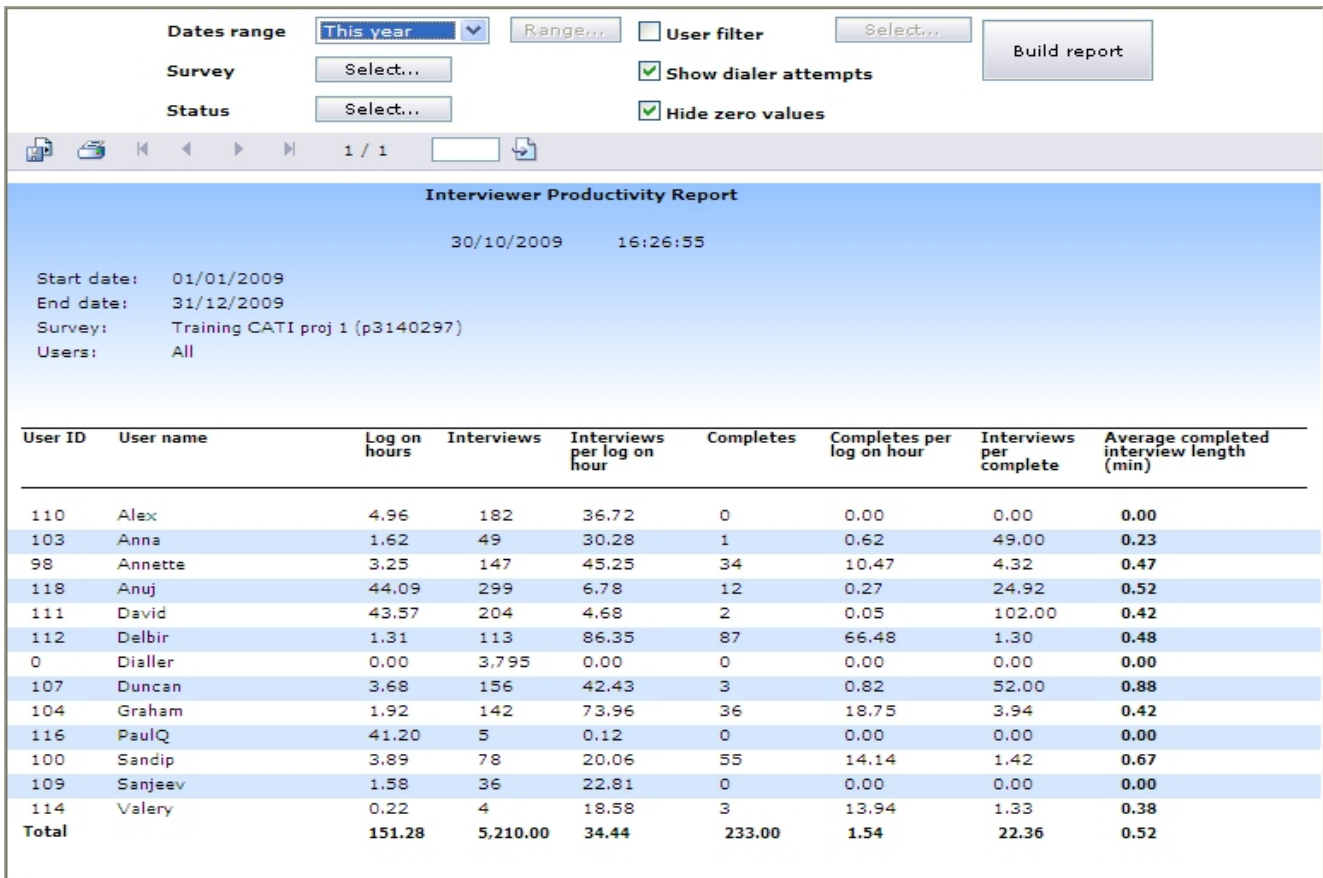 Dates range This year Range... User filter Select... Build report
Survey Select... Show dialer attempts
Status Select... Hide zero values
1 / 1
Interviewer Productivity Report
30/10/2009 16:26:55
Start date: 01/01/2009
End date: 31/12/2009
Survey: Training CATI proj 1 (p3140297)
Users: All
User ID User name Log on hours Interviews Interviews per log on hour Completes Completes per log on hour Interviews per complete Average completed interview length (min)
110 Alex 4.96 182 36.72 0 0.00 0.00 0.00
103 Anna 1.62 49 30.28 1 0.62 49.00 0.23
98 Annette 3.25 147 45.25 34 10.47 4.32 0.47
118 Anuj 44.09 299 6.78 12 0.27 24.92 0.52
111 David 43.57 204 4.68 2 0.05 102.00 0.42
112 Delbir 1.31 113 86.35 87 66.48 1.30 0.48
0 Dialler 0.00 3,795 0.00 0 0.00 0.00 0.00
107 Duncan 3.68 156 42.43 3 0.82 52.00 0.88
104 Graham 1.92 142 73.96 36 18.75 3.94 0.42
116 PaulQ 41.20 5 0.12 0 0.00 0.00 0.00
100 Sandip 3.89 78 20.06 55 14.14 1.42 0.67
109 Sanjeev 1.58 36 22.81 0 0.00 0.00 0.00
114 Valery 0.22 4 18.58 3 13.94 1.33 0.38
Total 151.28 5,210.00 34.44 233.00 1.54 22.36 0.52